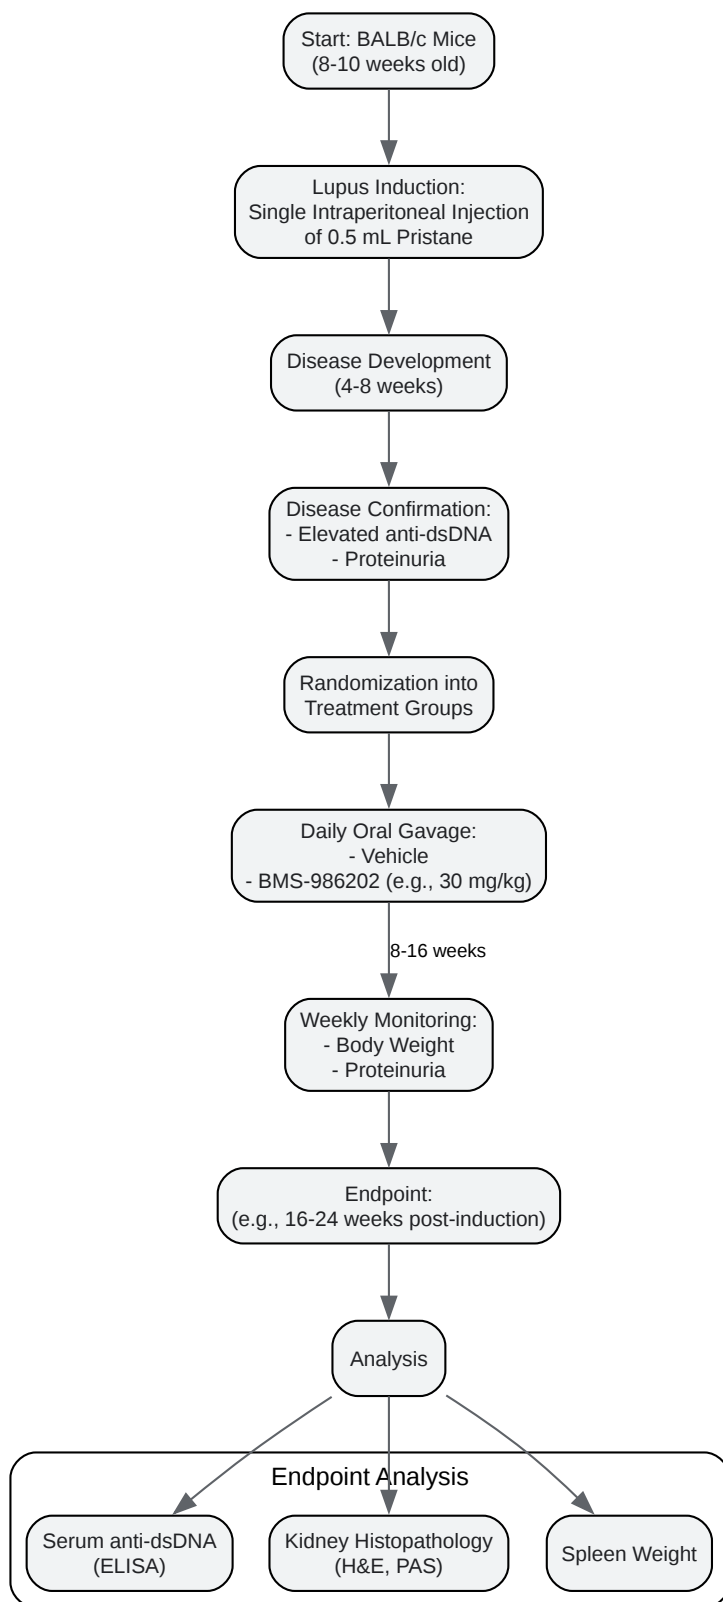 Start: BALB/c Mice
(8-10 weeks old)
Lupus Induction:
Single Intraperitoneal Injection
of 0.5 mL Pristane
Disease Development
(4-8 weeks)
Disease Confirmation:
- Elevated anti-dsDNA
- Proteinuria
Randomization into
Treatment Groups
Daily Oral Gavage:
- Vehicle
- BMS-986202 (e.g., 30 mg/kg)
8-16 weeks
Weekly Monitoring:
- Body Weight
- Proteinuria
Endpoint:
(e.g., 16-24 weeks post-induction)
Analysis
Endpoint Analysis
Serum anti-dsDNA
(ELISA)
Kidney Histopathology
(H&E, PAS)
Spleen Weight